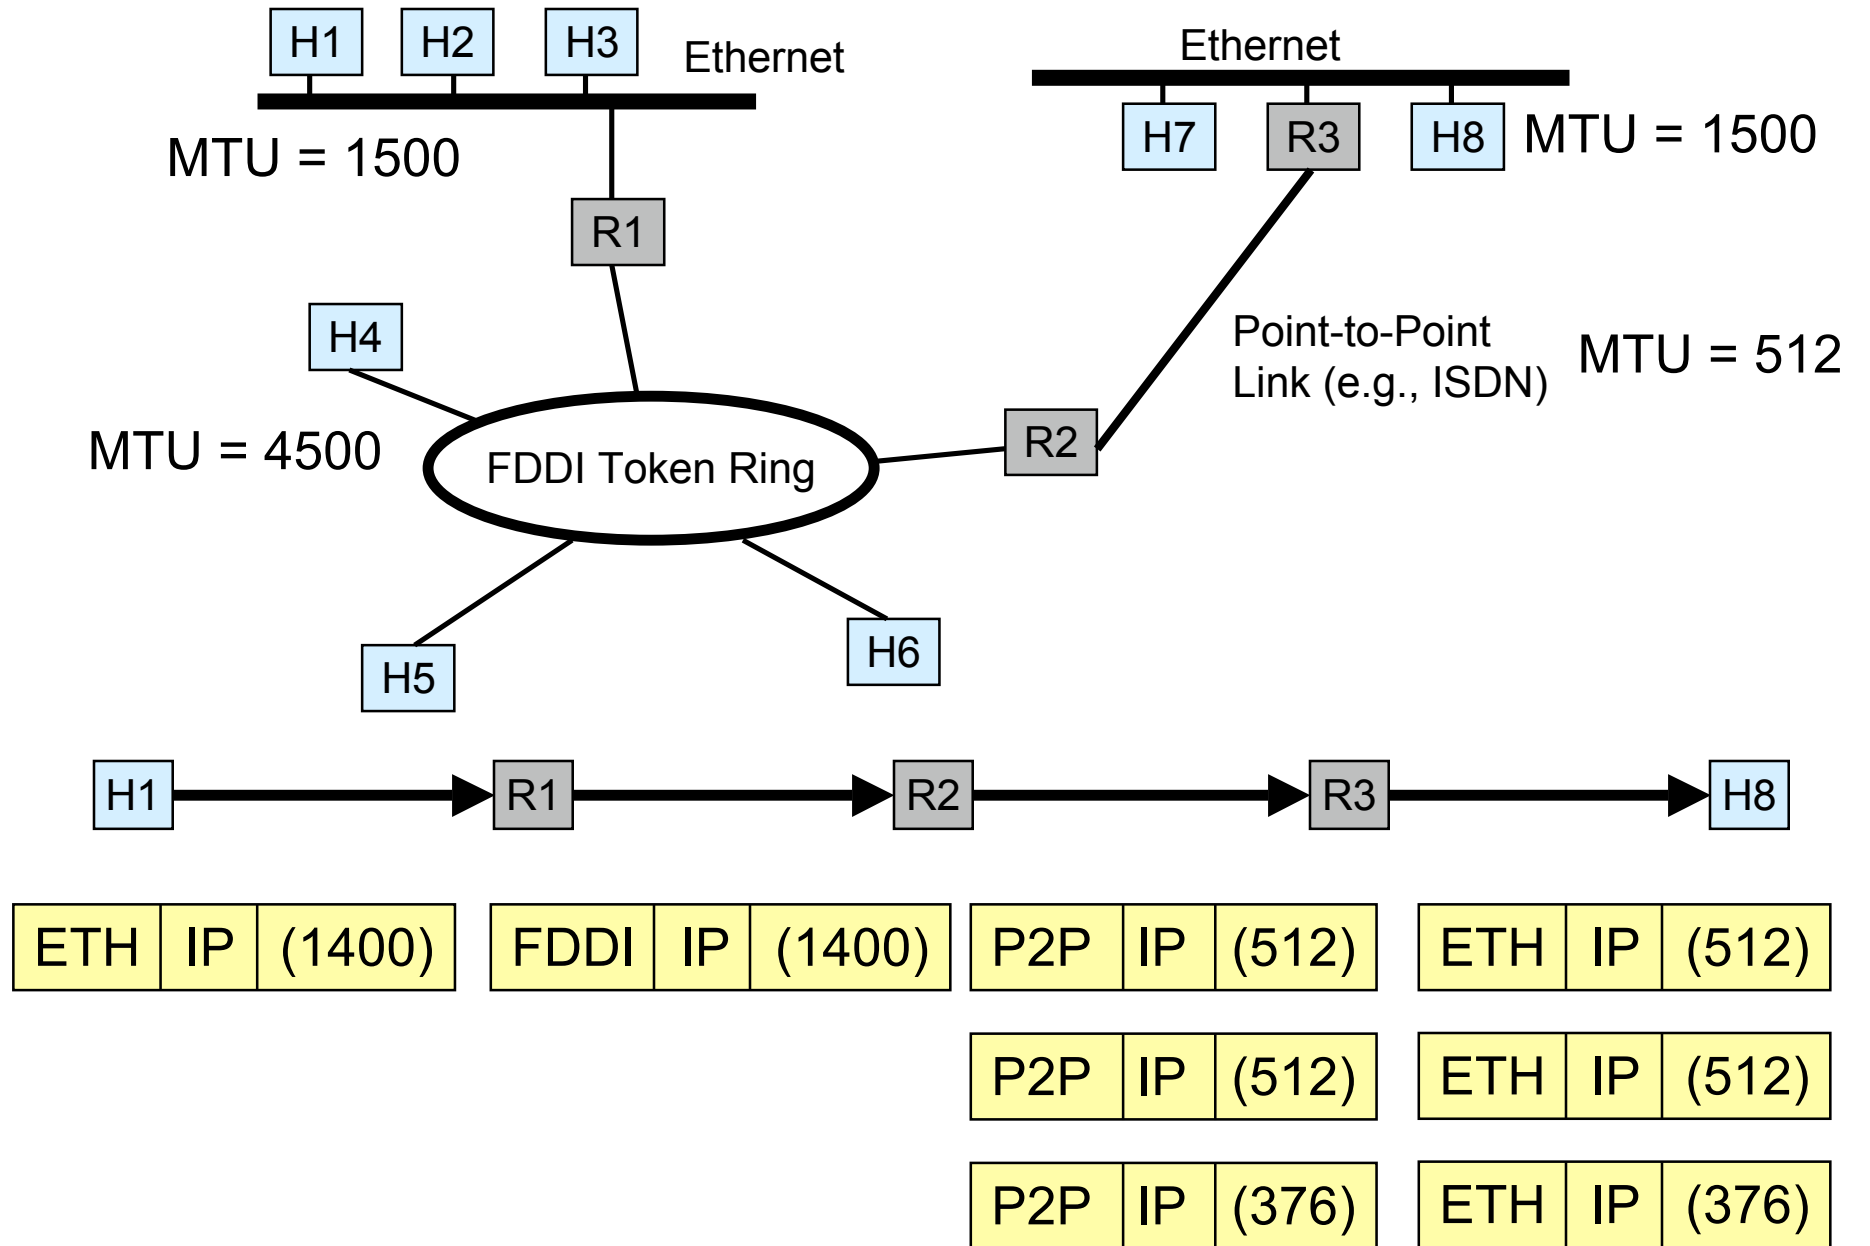 H1 H2 H3 Ethernet
MTU = 1500
R1
H4
MTU = 4500
FDDI Token Ring
H5
H6
R2
Ethernet
H7 R3 H8 MTU = 1500
Point-to-Point
Link (e.g., ISDN)
MTU = 512
H1 R1 R2 R3 H8
ETH IP (1400) FDDI IP (1400) P2P IP (512) ETH IP (512)
P2P IP (512) ETH IP (512)
P2P IP (376) ETH IP (376)